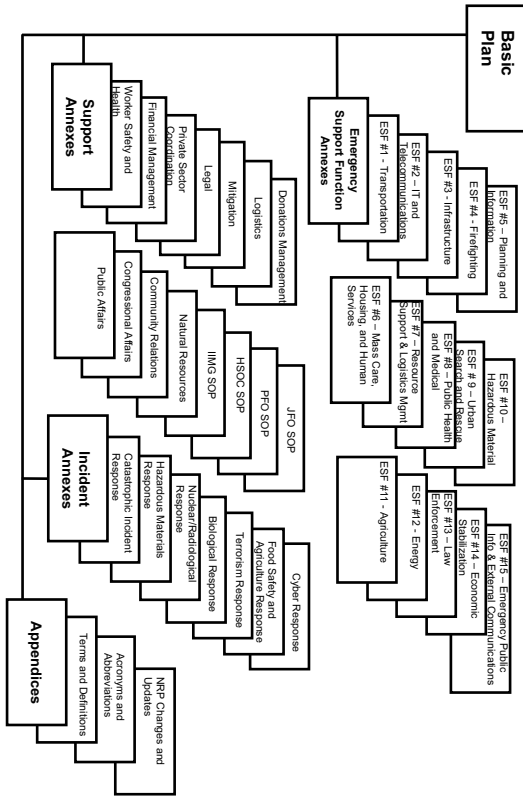 Basic
Plan
Emergency
Support Function
Annexes
ESF #1 - Transportation
ESF #2 – IT and
Telecommunications
ESF #3 - Infrastructure
ESF #4 - Firefighting
ESF #5 – Planning and
Information
ESF #6 – Mass Care,
Housing, and Human
Services
ESF #7 – Resource
Support & Logistics Mgmt
ESF #8 – Public Health
and Medical
ESF # 9 – Urban
Search and Rescue
ESF #10 –
Hazardous Material
ESF #11 - Agriculture
ESF #12 - Energy
ESF #13 – Law
Enforcement
ESF #14 – Economic
Stabilization
ESF #15 – Emergency Public
Info & External Communications
Support
Annexes
Worker Safety and
Health
Financial Management
Private Sector
Coordination
Legal
Mitigation
Logistics
Donations Management
Public Affairs
Congressional Affairs
Community Relations
Natural Resources
IIMG SOP
HSOC SOP
PFO SOP
JFO SOP
Incident
Annexes
Catastrophic Incident
Response
Hazardous Materials
Response
Nuclear/Radiological
Response
Biological Response
Terrorism Response
Food Safety and
Agriculture Response
Cyber Response
Appendices
Terms and Definitions
Acronyms and
Abbreviations
NRP Changes and
Updates